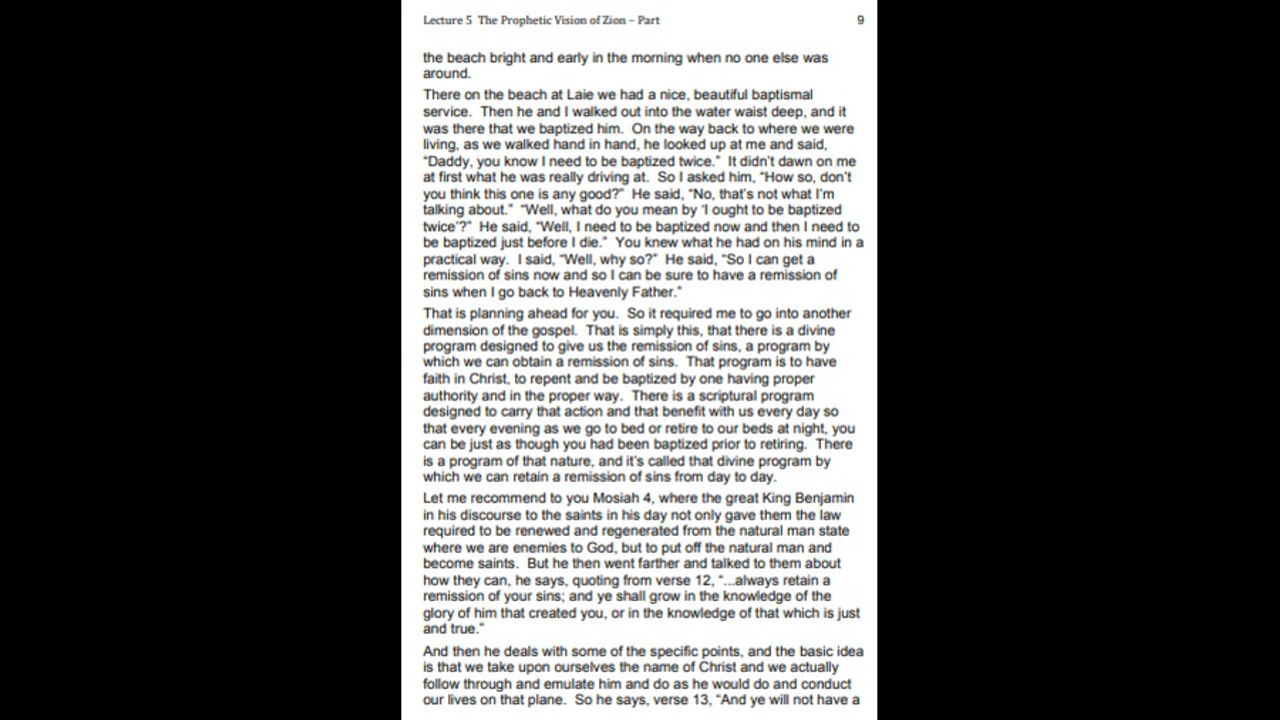 Lecture 5 The Prophetic Vision of Zion – Part 9
the beach bright and early in the morning when no one else was
around.
There on the beach at Laie we had a nice, beautiful baptismal
service. Then he and I walked out into the water waist deep, and it
was there that we baptized him. On the way back to where we were
living, as we walked hand in hand, he looked up at me and said,
“Daddy, you know I need to be baptized twice.” It didn’t dawn on me
at first what he was really driving at. So I asked him, “How so, don’t
you think this one is any good?” He said, “No, that’s not what I’m
talking about.” “Well, what do you mean by ‘I ought to be baptized
twice’?” He said, “Well, I need to be baptized now and then I need to
be baptized just before I die.” You knew what he had on his mind in a
practical way. I said, “Well, why so?” He said, “So I can get a
remission of sins now and so I can be sure to have a remission of
sins when I go back to Heavenly Father.”
That is planning ahead for you. So it required me to go into another
dimension of the gospel. That is simply this, that there is a divine
program designed to give us the remission of sins, a program by
which we can obtain a remission of sins. That program is to have
faith in Christ, to repent and be baptized by one having proper
authority and in the proper way. There is a scriptural program
designed to carry that action and that benefit with us every day so
that every evening as we go to bed or retire to our beds at night, you
can be just as though you had been baptized prior to retiring. There
is a program of that nature, and it’s called that divine program by
which we can retain a remission of sins from day to day.
Let me recommend to you Mosiah 4, where the great King Benjamin
in his discourse to the saints in his day not only gave them the law
required to be renewed and regenerated from the natural man state
where we are enemies to God, but to put off the natural man and
become saints. But he then went farther and talked to them about
how they can, he says, quoting from verse 12, “...always retain a
remission of your sins; and ye shall grow in the knowledge of the
glory of him that created you, or in the knowledge of that which is just
and true.”
And then he deals with some of the specific points, and the basic idea
is that we take upon ourselves the name of Christ and we actually
follow through and emulate him and do as he would do and conduct
our lives on that plane. So he says, verse 13, “And ye will not have a